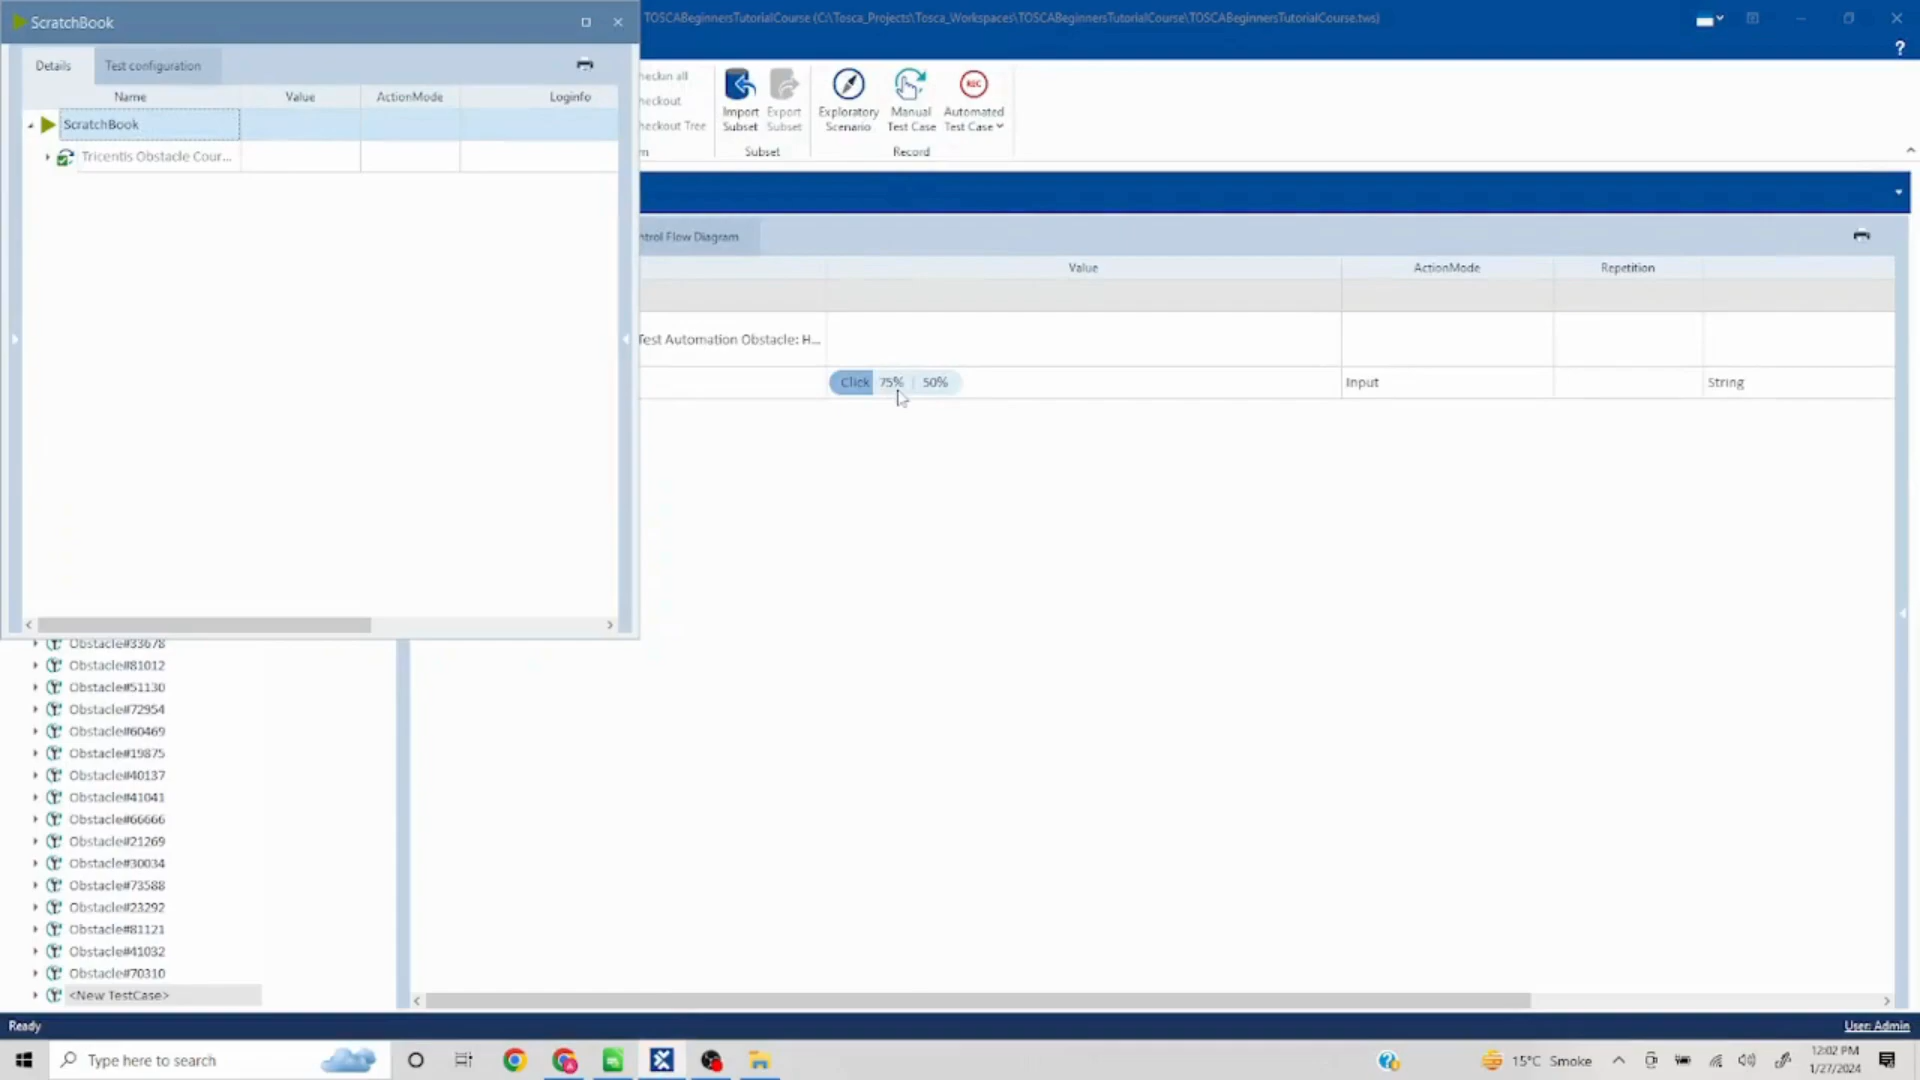 ScratchBook
TOSCABeginnersTutorialCourse (C:\Tosca_Projects\Tosca_Workspaces\TOSCABeginnersTutorialCourse\TOSCABeginnersTutorialCourse.tws)
Details
Test configuration
Name
Value
ActionMode
Loginfo
ScratchBook
Tricentis Obstacle Cour...
heckin all
heckout
heckout Tree
m
Import
Subset
Export
Subset
Subset
Exploratory
Scenario
Manual
Test Case
Automated
Test Case
REC
Record
ntrol Flow Diagram
Value
ActionMode
Repetition
Test Automation Obstacle: H...
Click 75% | 50%
Input
String
Obstacle#33678
Obstacle#81012
Obstacle#51130
Obstacle#72954
Obstacle#60469
Obstacle#19875
Obstacle#40137
Obstacle#41041
Obstacle#66666
Obstacle#21269
Obstacle#30034
Obstacle#73588
Obstacle#23292
Obstacle#81121
Obstacle#41032
Obstacle#70310
<New TestCase>
Ready
User: Admin
Type here to search
15°C Smoke
12:02 PM
1/27/2024